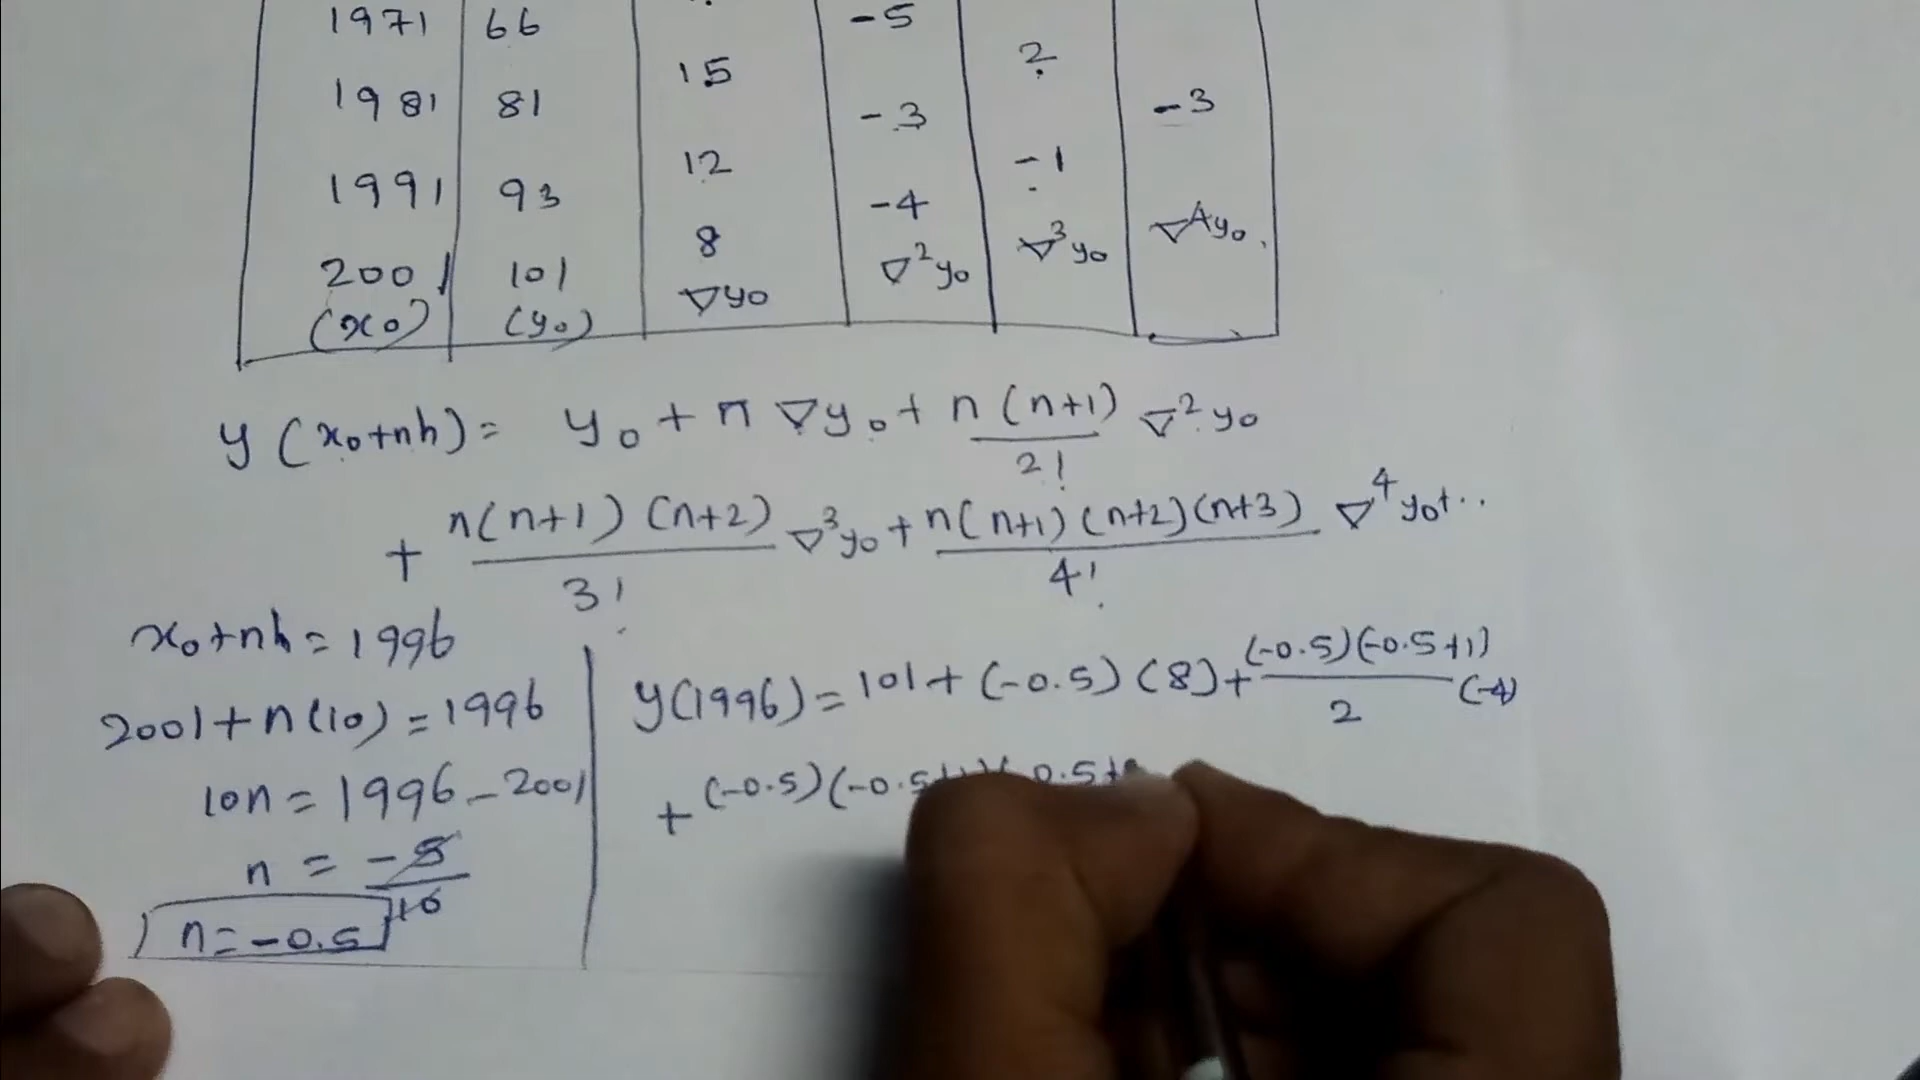 1971 66 -5
15 2
1981 81 -3 -3
12 -1
1991 93 -4
8 ∇²y₀ ∇³y₀ ∇⁴y₀.
2001 101 ∇y₀
(x₀) (y₀)
y(x₀+nh) = y₀ + n ∇y₀ + n(n+1)/2! ∇²y₀
+ n(n+1)(n+2)/3! ∇³y₀ + n(n+1)(n+2)(n+3)/4! ∇⁴y₀+..
x₀+nh = 1996
2001+n(10) = 1996
10n = 1996-2001
n = -5/10
n = -0.5
y(1996) = 101 + (-0.5)(8) + (-0.5)(-0.5+1)/2 (-4)
+ (-0.5)(-0.5+1)(-0.5+